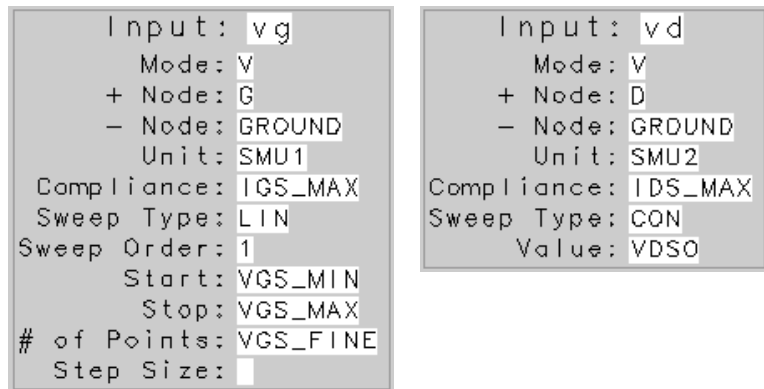 Input: vg
Mode: V
+ Node: G
– Node: GROUND
Unit: SMU1
Compliance: IGS_MAX
Sweep Type: LIN
Sweep Order: 1
Start: VGS_MIN
Stop: VGS_MAX
# of Points: VGS_FINE
Step Size:
Input: vd
Mode: V
+ Node: D
– Node: GROUND
Unit: SMU2
Compliance: IDS_MAX
Sweep Type: CON
Value: VDSO